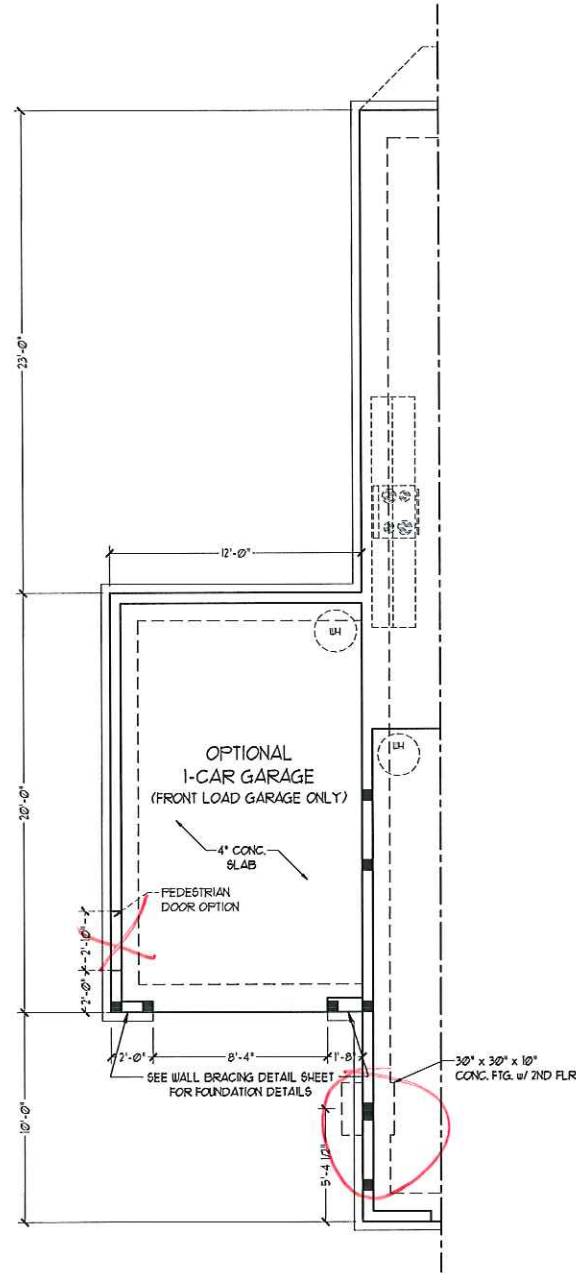 23'-0"
12'-0"
WH
WH
OPTIONAL
1-CAR GARAGE
(FRONT LOAD GARAGE ONLY)
20'-0"
4" CONC.
SLAB
PEDESTRIAN
DOOR OPTION
2'-10"
2'-0"
2'-0"
8'-4"
1'-8"
SEE WALL BRACING DETAIL SHEET
FOR FOUNDATION DETAILS
30" x 30" x 10"
CONC. FTG. w/ 2ND FLR
10'-0"
5'-4 1/2"